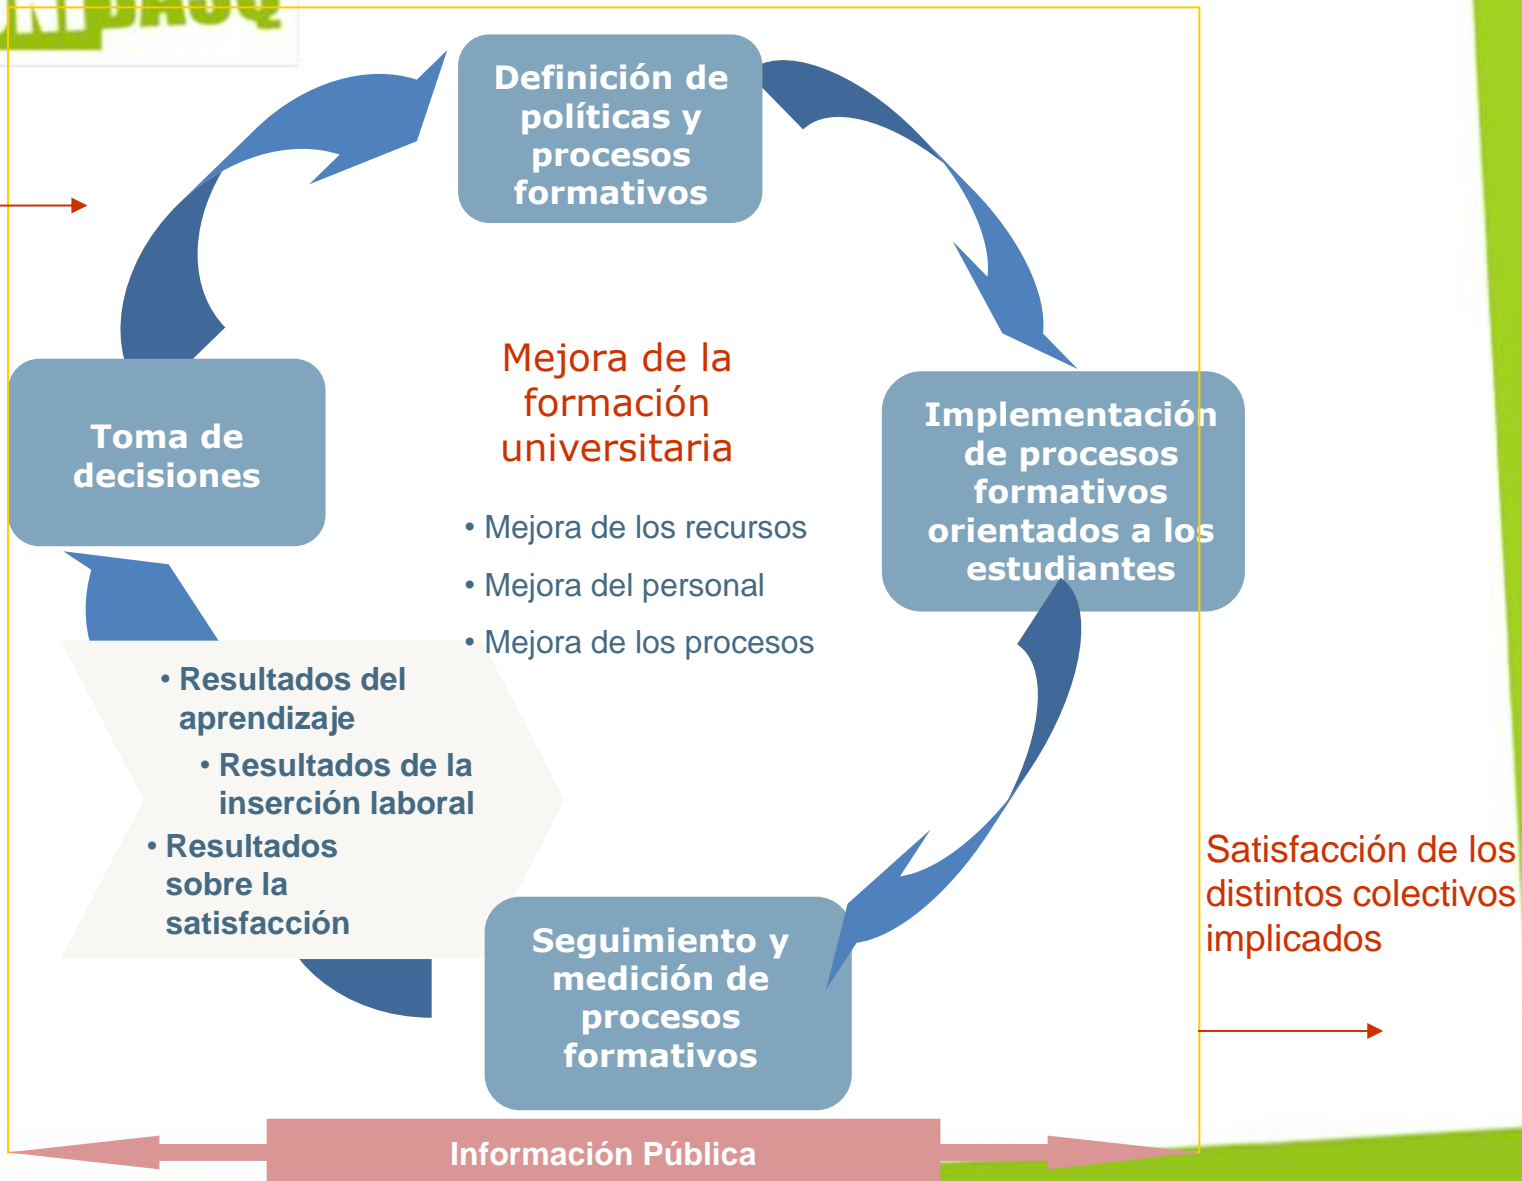 Definición de
políticas y
procesos
formativos
Mejora de la
formación
universitaria
Toma de
decisiones
Implementación
de procesos
formativos
orientados a los
estudiantes
• Mejora de los recursos
• Mejora del personal
• Mejora de los procesos
• Resultados del
aprendizaje
• Resultados de la
inserción laboral
• Resultados
sobre la
satisfacción
Satisfacción de los
distintos colectivos
implicados
Seguimiento y
medición de
procesos
formativos
Información Pública